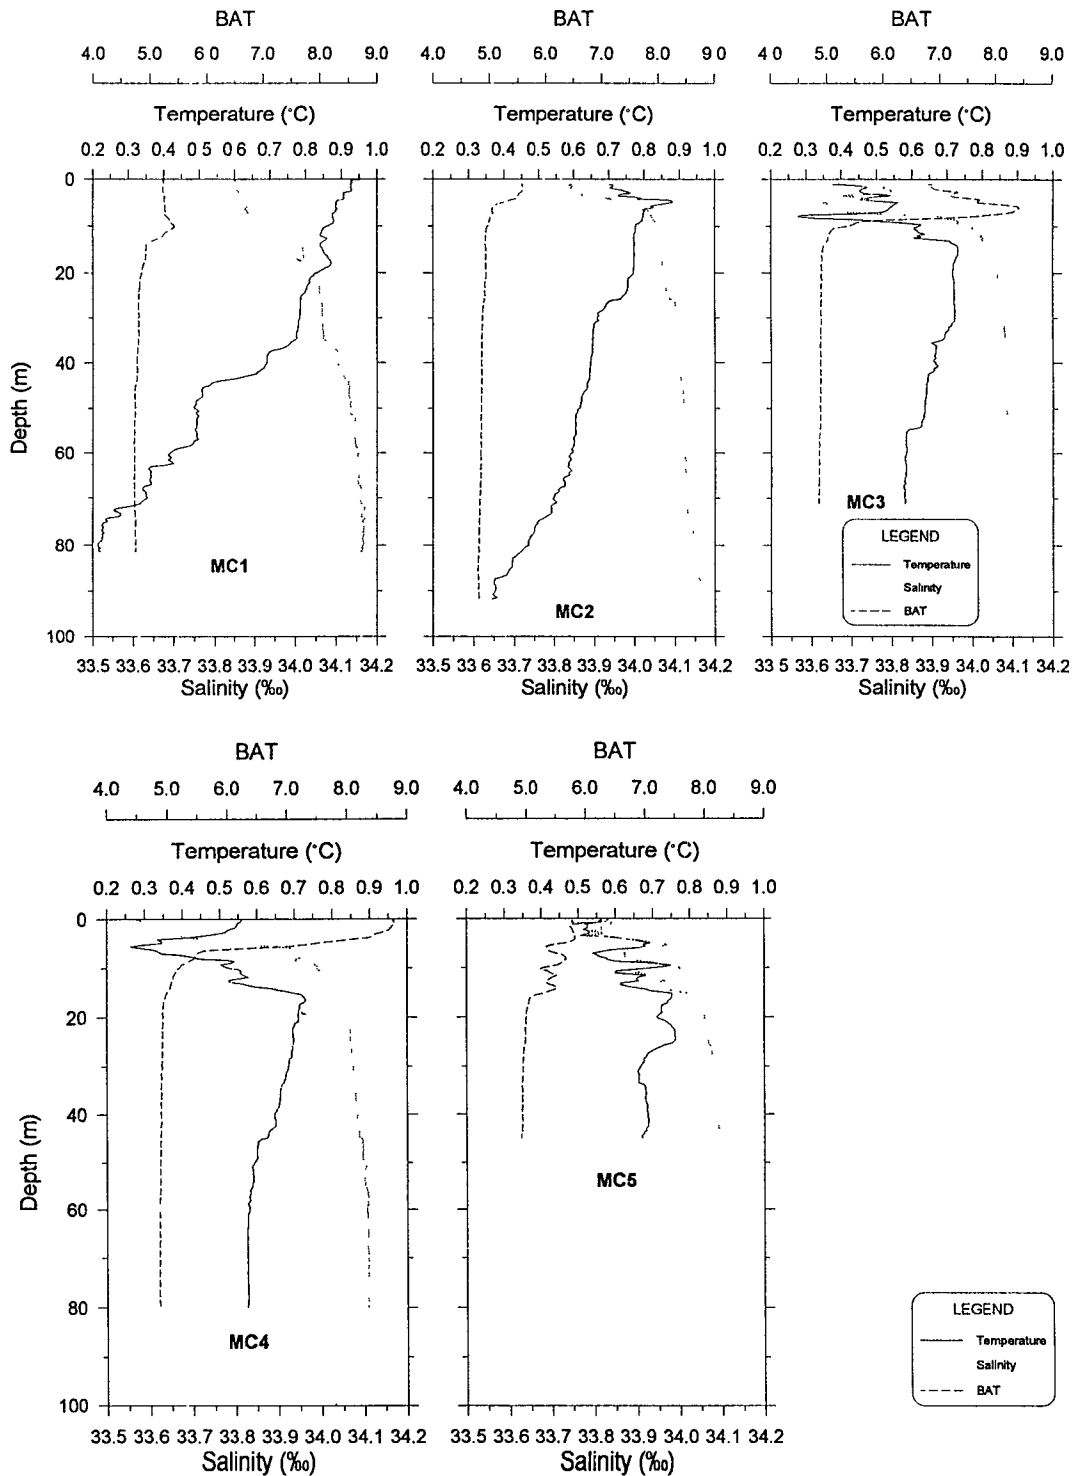 BAT BAT BAT
4.0 5.0 6.0 7.0 8.0 9.0 4.0 5.0 6.0 7.0 8.0 9 0 4.0 5.0 6.0 7.0 8.0 9.0
Temperature (°C) Temperature (°C) Temperature (°C)
0.2 0.3 0.4 0 5 0 6 0.7 0.8 0.9 1.0 0.2 0.3 0.4 0.5 0.6 0.7 0.8 0.9 1.0 0.2 0 3 0.4 0.5 0.6 0.7 0.8 0.9 1.0
0
20
40
60
80
100
Depth (m)
MC1
MC2
MC3
LEGEND
Temperature
Salinity
BAT
33.5 33.6 33.7 33.8 33.9 34.0 34.1 34.2 33.5 33.6 33.7 33.8 33.9 34.0 34.1 34.2 33 5 33.6 33.7 33.8 33.9 34.0 34.1 34.2
Salinity (‰) Salinity (‰) Salinity (‰)
BAT BAT
4.0 5.0 6.0 7.0 8.0 9.0 4.0 5.0 6.0 7.0 8.0 9.0
Temperature (°C) Temperature (°C)
0.2 0.3 0.4 0.5 0.6 0.7 0.8 0.9 1.0 0.2 0.3 0.4 0.5 0.6 0.7 0.8 0.9 1.0
0
20
40
60
80
100
Depth (m)
MC4
MC5
LEGEND
Temperature
Salinity
BAT
33.5 33.6 33.7 33.8 33.9 34.0 34.1 34.2 33.5 33.6 33.7 33.8 33.9 34.0 34.1 34.2
Salinity (‰) Salinity (‰)